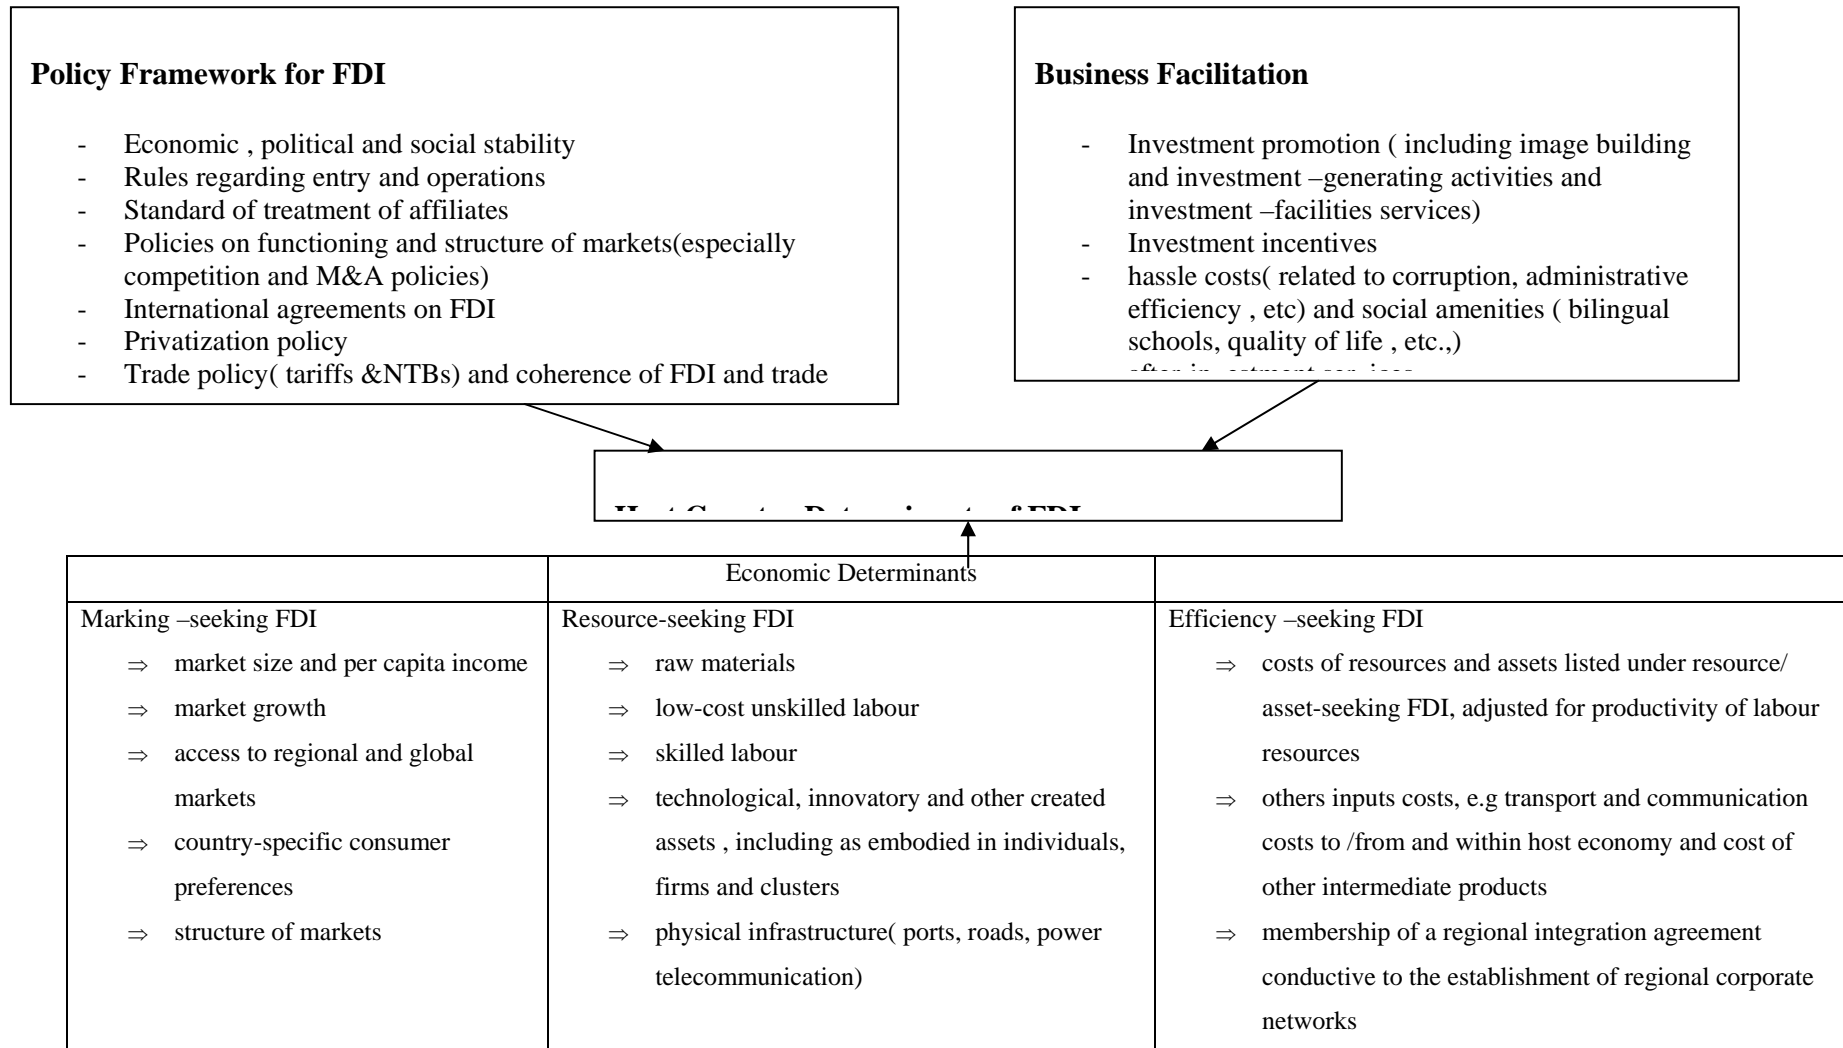 Policy Framework for FDI
- Economic , political and social stability
- Rules regarding entry and operations
- Standard of treatment of affiliates
- Policies on functioning and structure of markets(especially
competition and M&A policies)
- International agreements on FDI
- Privatization policy
- Trade policy( tariffs &NTBs) and coherence of FDI and trade
Business Facilitation
- Investment promotion ( including image building
and investment –generating activities and
investment –facilities services)
- Investment incentives
- hassle costs( related to corruption, administrative
efficiency , etc) and social amenities ( bilingual
schools, quality of life , etc.,)
Economic Determinants
Marking –seeking FDI
⇒ market size and per capita income
⇒ market growth
⇒ access to regional and global
markets
⇒ country-specific consumer
preferences
⇒ structure of markets
Resource-seeking FDI
⇒ raw materials
⇒ low-cost unskilled labour
⇒ skilled labour
⇒ technological, innovatory and other created
assets , including as embodied in individuals,
firms and clusters
⇒ physical infrastructure( ports, roads, power
telecommunication)
Efficiency –seeking FDI
⇒ costs of resources and assets listed under resource/
asset-seeking FDI, adjusted for productivity of labour
resources
⇒ others inputs costs, e.g transport and communication
costs to /from and within host economy and cost of
other intermediate products
⇒ membership of a regional integration agreement
conductive to the establishment of regional corporate
networks